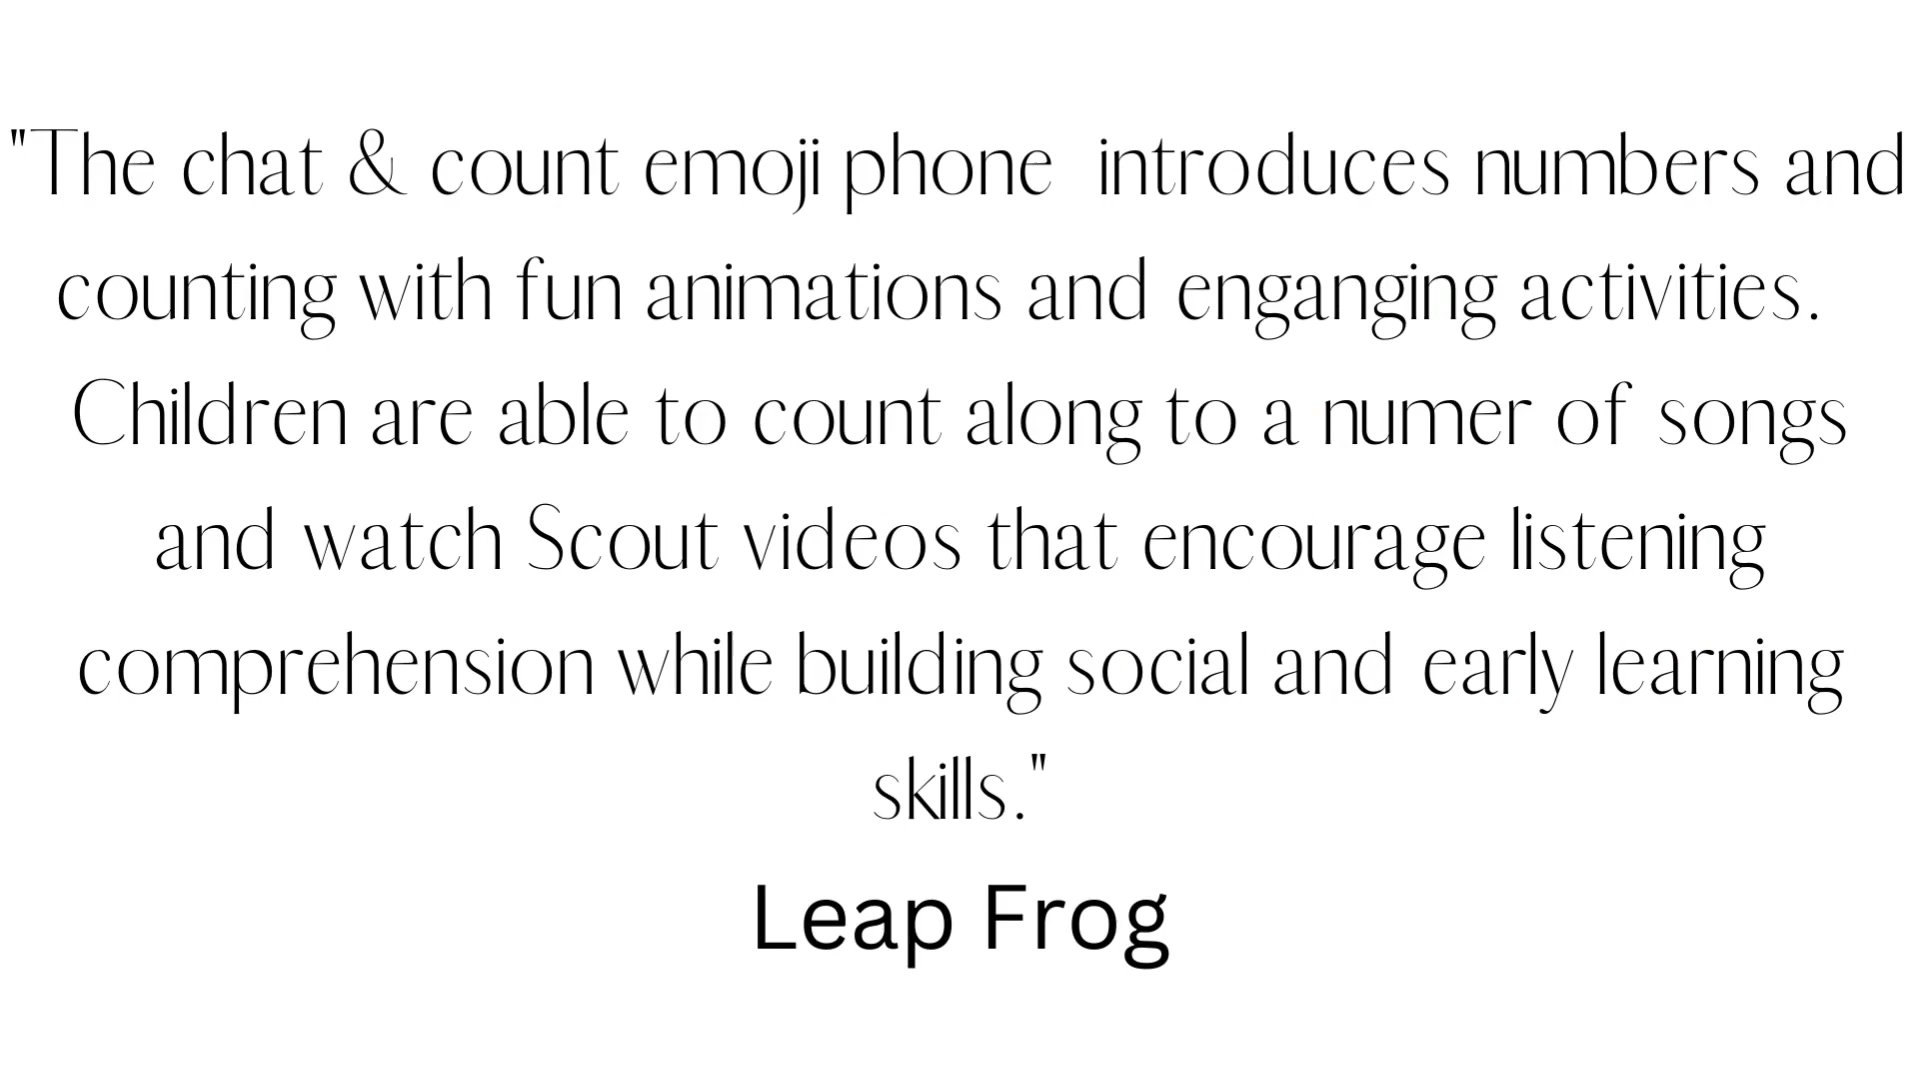 "The chat & count emoji phone  introduces numbers and
counting with fun animations and enganging activities.
Children are able to count along to a numer of songs
and watch Scout videos that encourage listening
comprehension while building social and early learning
skills."
Leap Frog